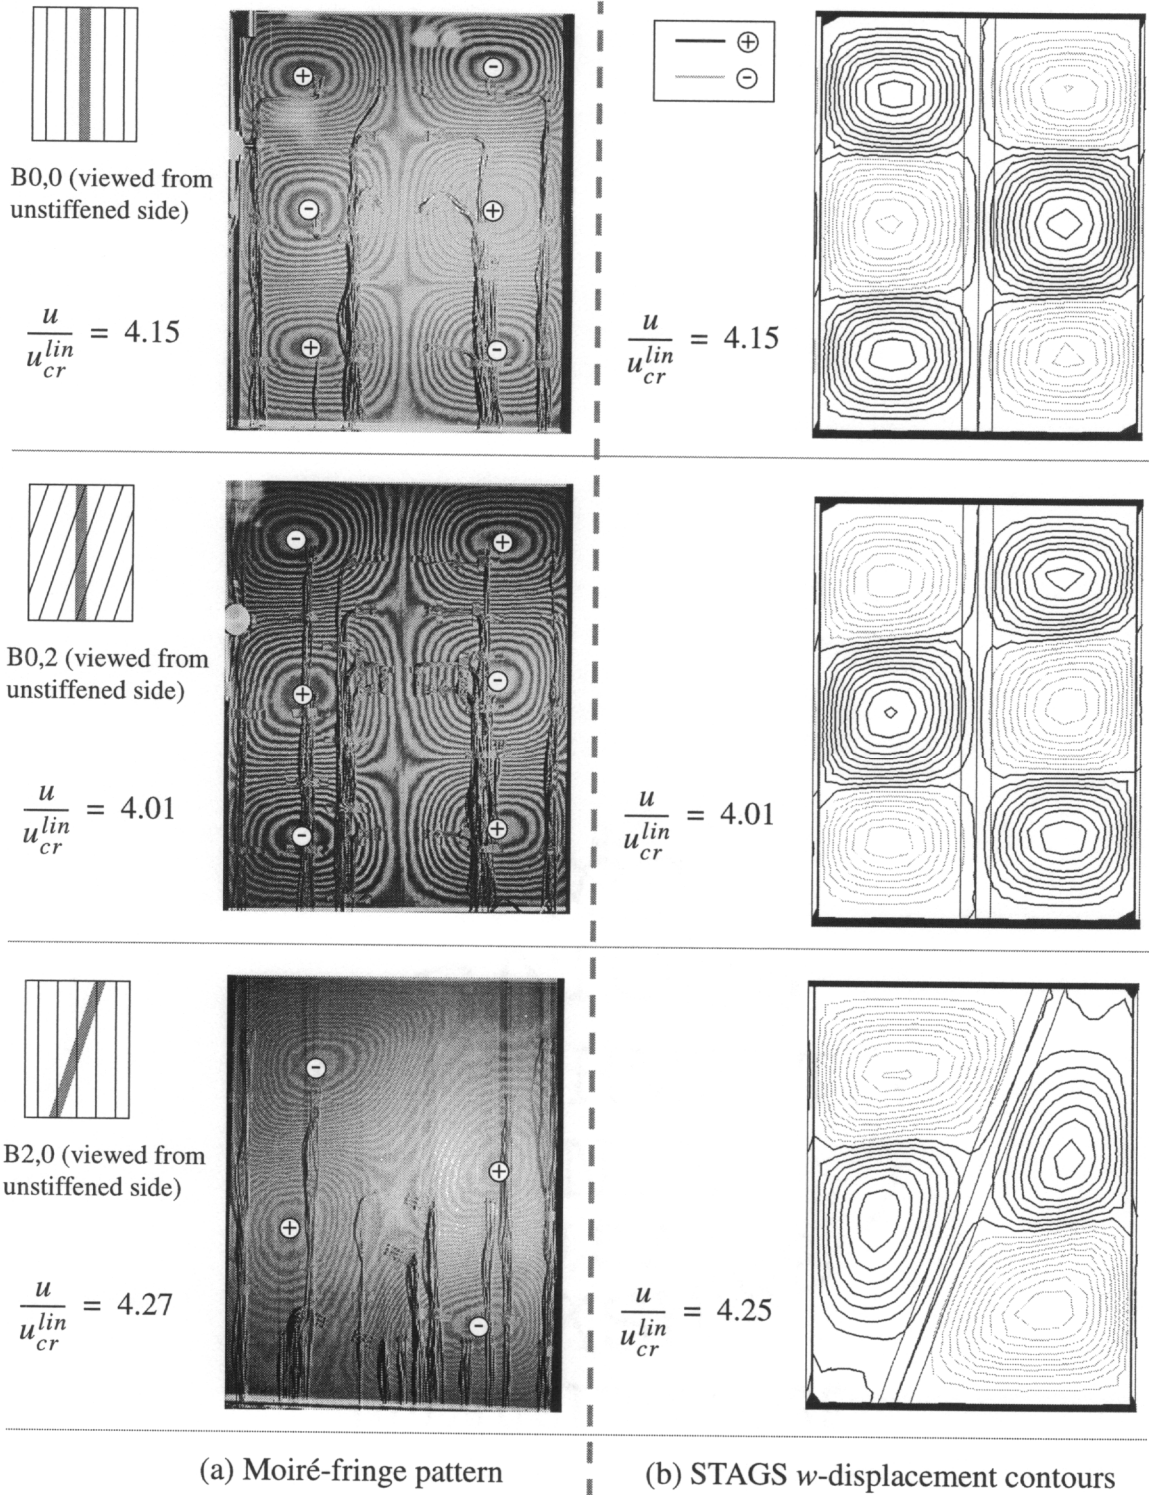 +
-
+
-
B0,0 (viewed from
unstiffened side)
-
+
u / u_cr^lin = 4.15
+
-
u / u_cr^lin = 4.15
-
+
B0,2 (viewed from
unstiffened side)
+
-
u / u_cr^lin = 4.01
-
+
u / u_cr^lin = 4.01
-
B2,0 (viewed from
unstiffened side)
+
+
u / u_cr^lin = 4.27
-
u / u_cr^lin = 4.25
(a) Moiré-fringe pattern
(b) STAGS w-displacement contours